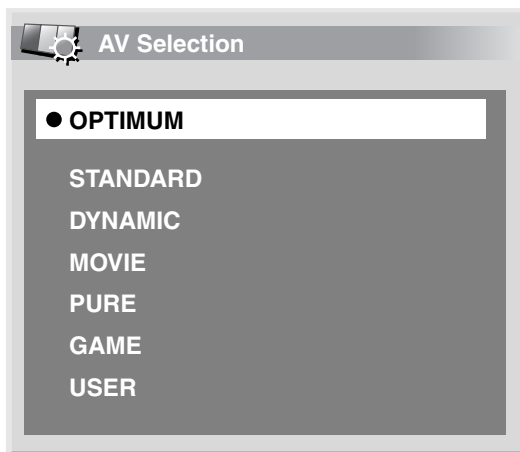 AV Selection
● OPTIMUM
STANDARD
DYNAMIC
MOVIE
PURE
GAME
USER